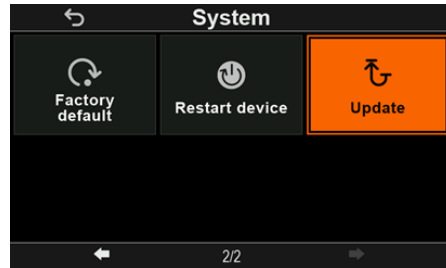 System
Factory
default
Restart device
Update
2/2